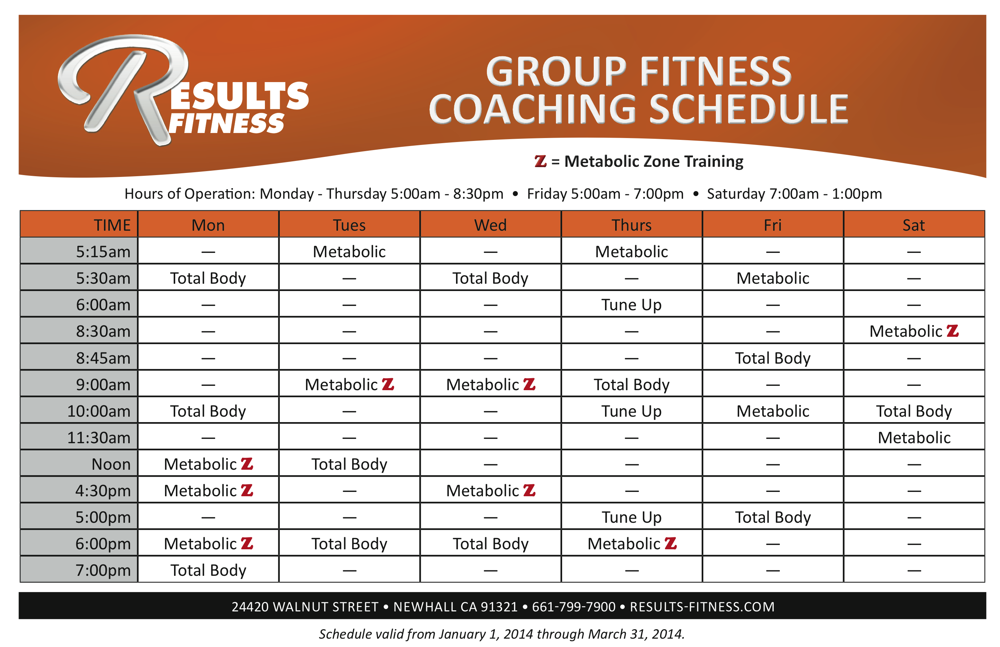 RESULTS
FITNESS
GROUP FITNESS
COACHING SCHEDULE
Z = Metabolic Zone Training
Hours of Operation: Monday - Thursday 5:00am - 8:30pm • Friday 5:00am - 7:00pm • Saturday 7:00am - 1:00pm
TIME Mon Tues Wed Thurs Fri Sat
5:15am — Metabolic — Metabolic — —
5:30am Total Body — Total Body — Metabolic —
6:00am — — — Tune Up — —
8:30am — — — — — Metabolic Z
8:45am — — — — Total Body —
9:00am — Metabolic Z Metabolic Z Total Body — —
10:00am Total Body — — Tune Up Metabolic Total Body
11:30am — — — — — Metabolic
Noon Metabolic Z Total Body — — — —
4:30pm Metabolic Z — Metabolic Z — — —
5:00pm — — — Tune Up Total Body —
6:00pm Metabolic Z Total Body Total Body Metabolic Z — —
7:00pm Total Body — — — — —
24420 WALNUT STREET • NEWHALL CA 91321 • 661-799-7900 • RESULTS-FITNESS.COM
Schedule valid from January 1, 2014 through March 31, 2014.